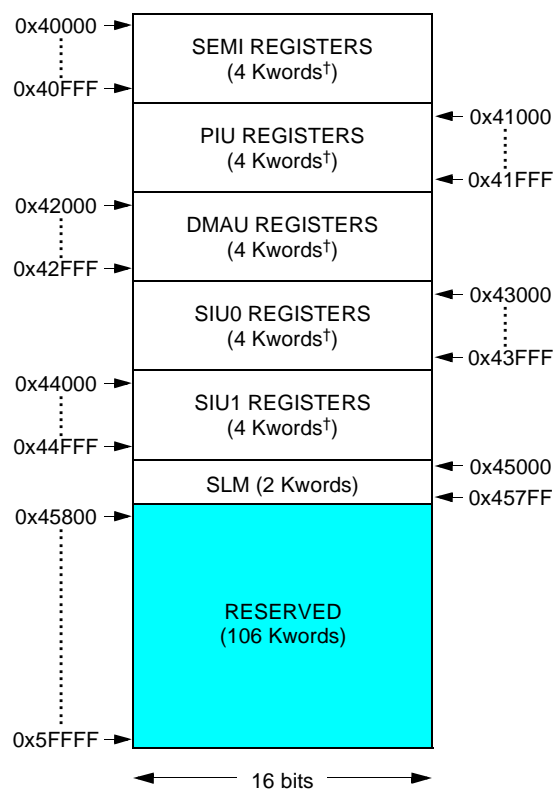 0x40000
SEMI REGISTERS
(4 Kwords†)
0x40FFF
0x41000
PIU REGISTERS
(4 Kwords†)
0x41FFF
0x42000
DMAU REGISTERS
(4 Kwords†)
0x42FFF
0x43000
SIU0 REGISTERS
(4 Kwords†)
0x43FFF
0x44000
SIU1 REGISTERS
(4 Kwords†)
0x44FFF
0x45000
SLM (2 Kwords)
0x457FF
0x45800
RESERVED
(106 Kwords)
0x5FFFF
16 bits